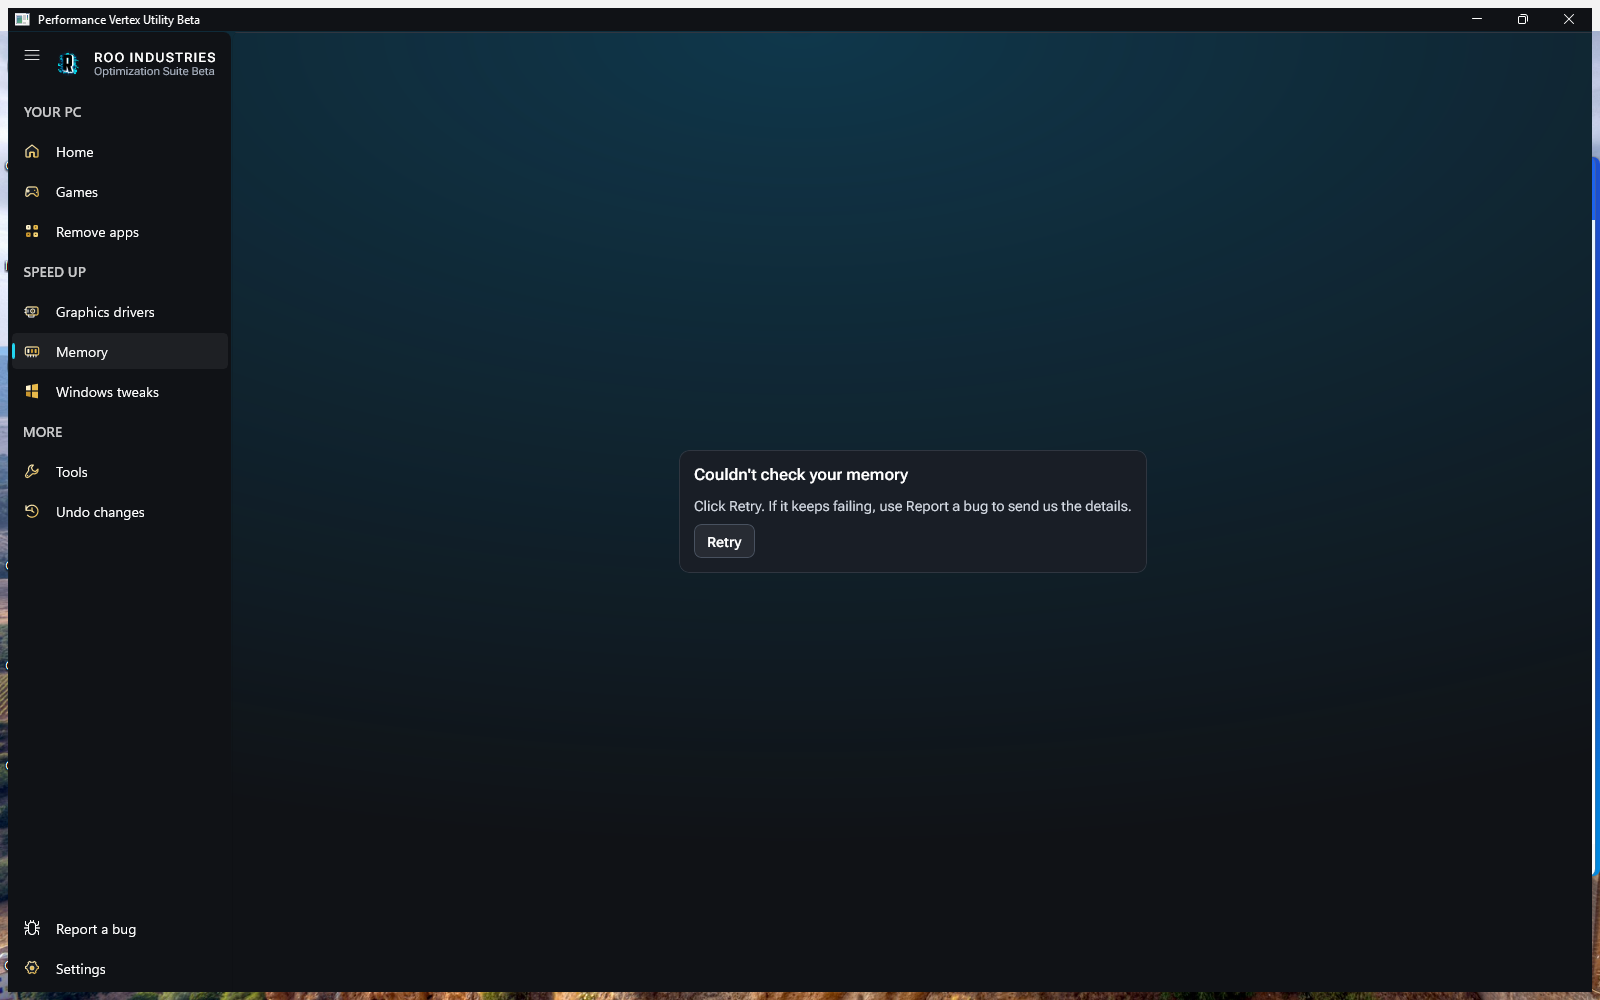 Performance Vertex Utility Beta
ROO INDUSTRIES
Optimization Suite Beta
YOUR PC
Home
Games
Remove apps
SPEED UP
Graphics drivers
Memory
Windows tweaks
MORE
Tools
Undo changes
Couldn't check your memory
Click Retry. If it keeps failing, use Report a bug to send us the details.
Retry
Report a bug
Settings